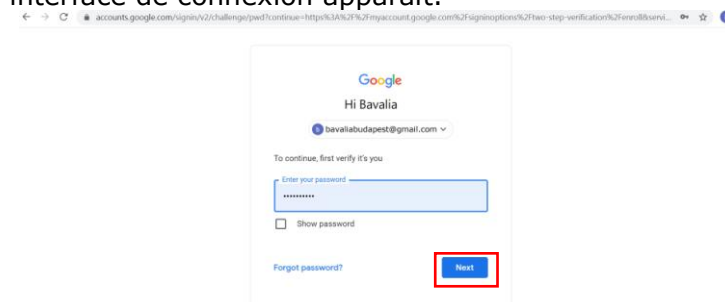 interface de connexion apparaît.
accounts.google.com/signin/v2/challenge/pwd?continue=https%3A%2F%2Fmyaccount.google.com%2Fsigninoptions%2Ftwo-step-verification%2Fenroll&servi...
Google
Hi Bavalia
b bavaliabudapest@gmail.com
To continue, first verify it's you
Enter your password
••••••••••
Show password
Forgot password?
Next